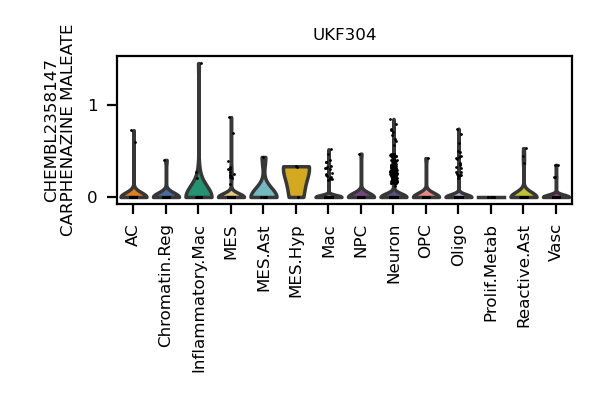 UKF304
CHEMBL2358147
CARPHENAZINE MALEATE
1
0
AC
Chromatin.Reg
Inflammatory.Mac
MES
MES.Ast
MES.Hyp
Mac
NPC
Neuron
OPC
Oligo
Prolif.Metab
Reactive.Ast
Vasc